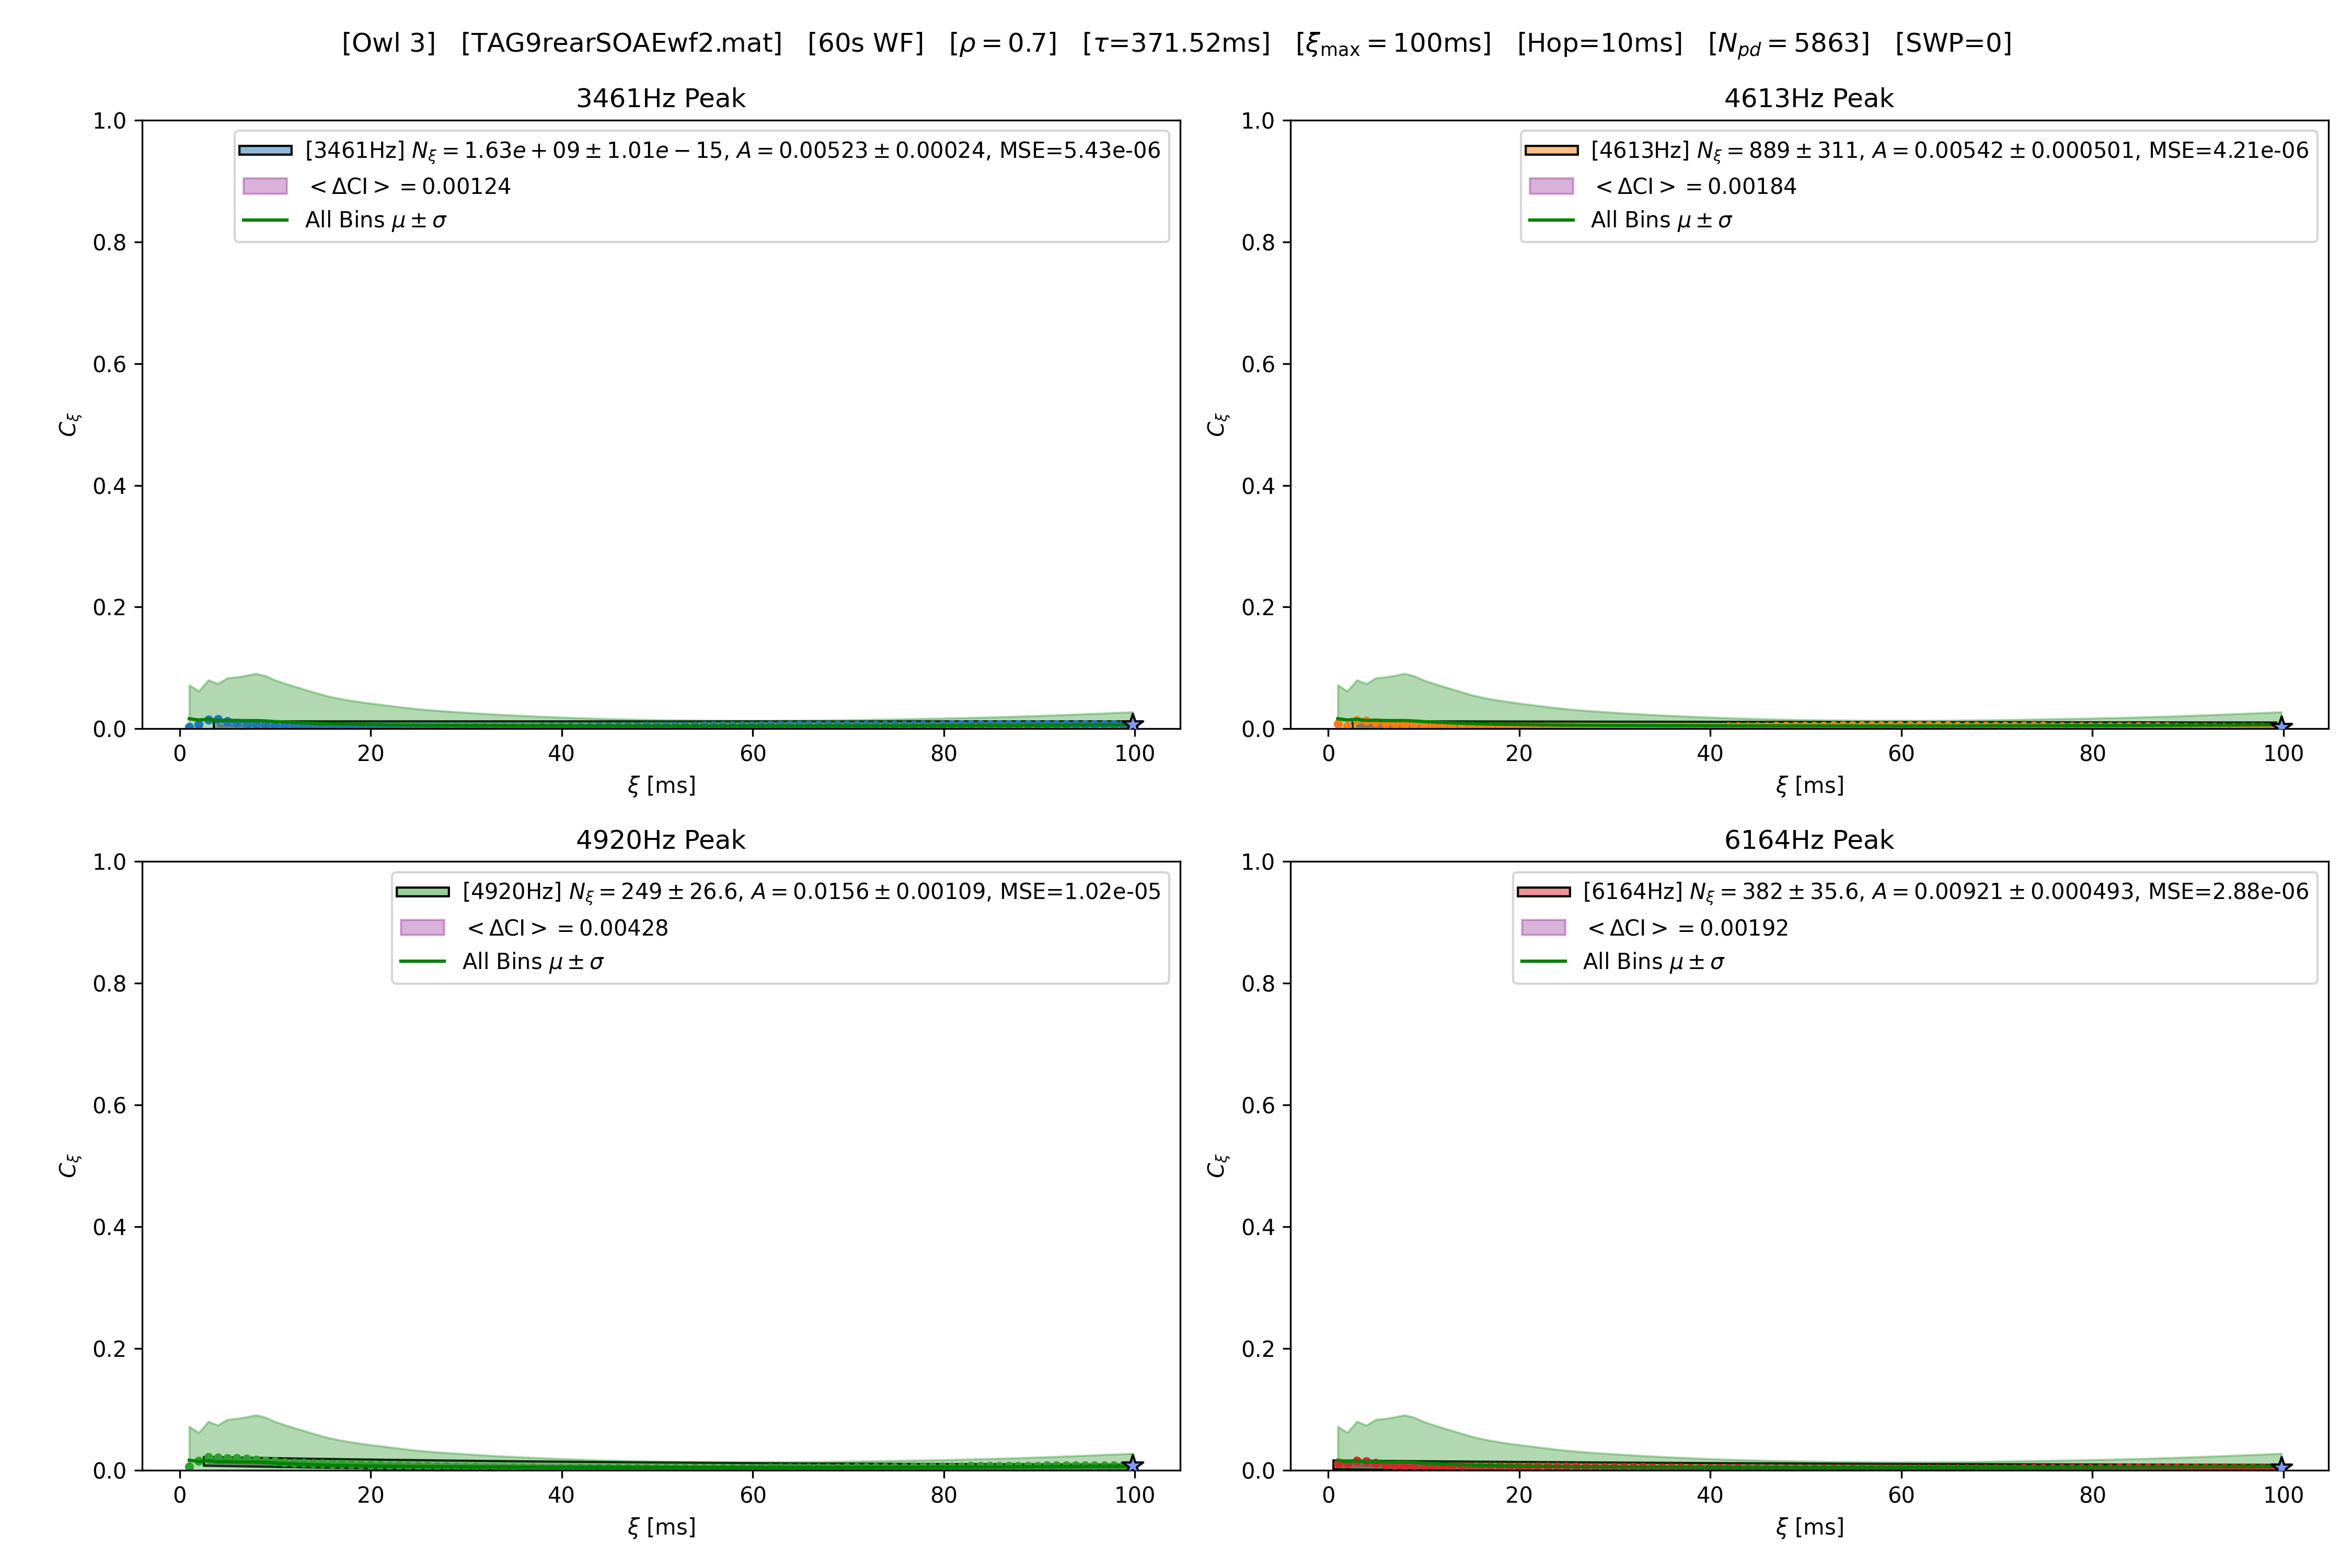 [Owl 3] [TAG9rearSOAEwf2.mat] [60s WF] [ρ = 0.7] [τ=371.52ms] [ξmax = 100ms] [Hop=10ms] [Npd = 5863] [SWP=0]
3461Hz Peak
[3461Hz] Nξ = 1.63e + 09 ± 1.01e − 15, A = 0.00523 ± 0.00024, MSE=5.43e-06
< ΔCI > = 0.00124
All Bins μ ± σ
1.0
0.8
0.6
0.4
0.2
0.0
Cξ
0 20 40 60 80 100
ξ [ms]
4613Hz Peak
[4613Hz] Nξ = 889 ± 311, A = 0.00542 ± 0.000501, MSE=4.21e-06
< ΔCI > = 0.00184
All Bins μ ± σ
1.0
0.8
0.6
0.4
0.2
0.0
Cξ
0 20 40 60 80 100
ξ [ms]
4920Hz Peak
[4920Hz] Nξ = 249 ± 26.6, A = 0.0156 ± 0.00109, MSE=1.02e-05
< ΔCI > = 0.00428
All Bins μ ± σ
1.0
0.8
0.6
0.4
0.2
0.0
Cξ
0 20 40 60 80 100
ξ [ms]
6164Hz Peak
[6164Hz] Nξ = 382 ± 35.6, A = 0.00921 ± 0.000493, MSE=2.88e-06
< ΔCI > = 0.00192
All Bins μ ± σ
1.0
0.8
0.6
0.4
0.2
0.0
Cξ
0 20 40 60 80 100
ξ [ms]